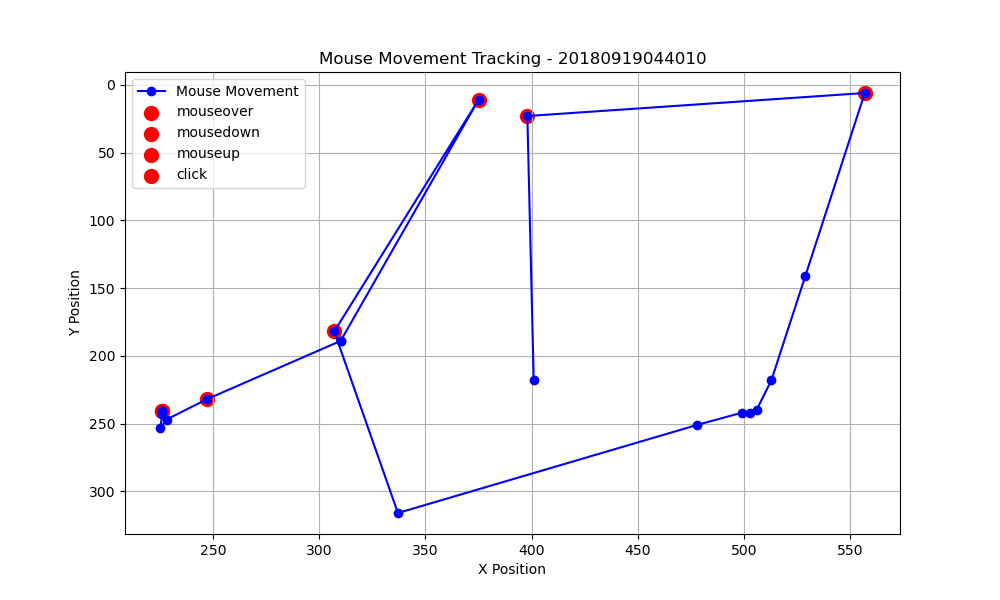 Mouse Movement Tracking - 20180919044010
Mouse Movement
mouseover
mousedown
mouseup
click
0
50
100
150
200
250
300
Y Position
250
300
350
400
450
500
550
X Position